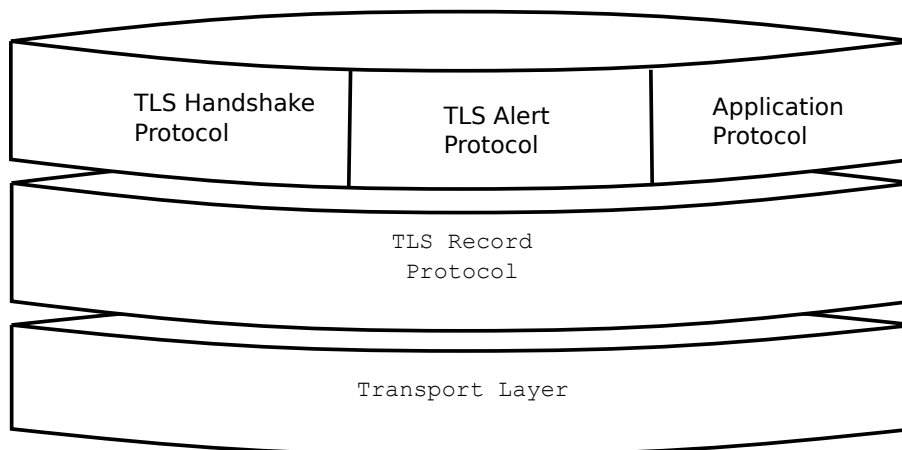 TLS Handshake
Protocol
TLS Alert
Protocol
Application
Protocol
TLS Record
Protocol
Transport Layer